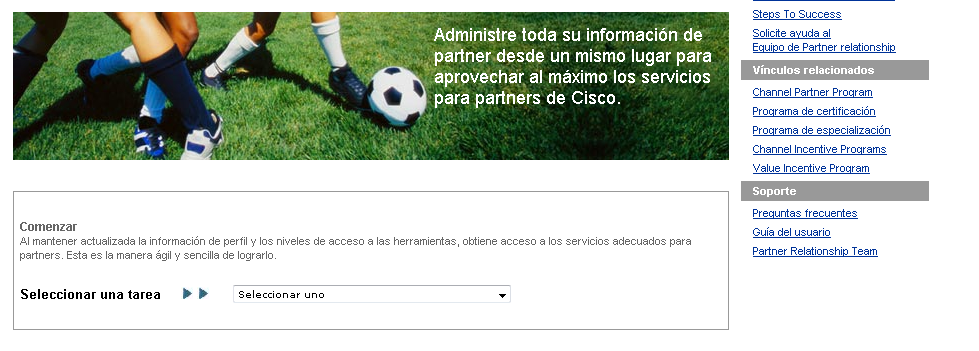 Administre toda su información de
partner desde un mismo lugar para
aprovechar al máximo los servicios
para partners de Cisco.
Comenzar
Al mantener actualizada la información de perfil y los niveles de acceso a las herramientas, obtiene acceso a los servicios adecuados para
partners. Esta es la manera ágil y sencilla de lograrlo.
Seleccionar una tarea
Seleccionar uno
Steps To Success
Solicite ayuda al
Equipo de Partner relationship
Vínculos relacionados
Channel Partner Program
Programa de certificación
Programa de especialización
Channel Incentive Programs
Value Incentive Program
Soporte
Preguntas frecuentes
Guía del usuario
Partner Relationship Team